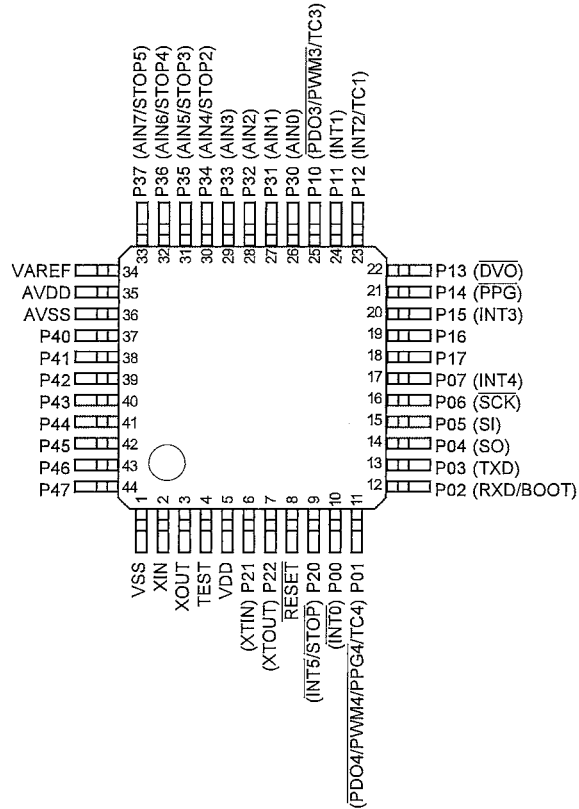 P37 (AIN7/STOP5)
P36 (AIN6/STOP4)
P35 (AIN5/STOP3)
P34 (AIN4/STOP2)
P33 (AIN3)
P32 (AIN2)
P31 (AIN1)
P30 (AIN0)
P10 (PDO3/PWM3/TC3)
P11 (INT1)
P12 (INT2/TC1)
33
32
31
30
29
28
27
26
25
24
23
VAREF 34
AVDD 35
AVSS 36
P40 37
P41 38
P42 39
P43 40
P44 41
P45 42
P46 43
P47 44
22 P13 (DVO)
21 P14 (PPG)
20 P15 (INT3)
19 P16
18 P17
17 P07 (INT4)
16 P06 (SCK)
15 P05 (SI)
14 P04 (SO)
13 P03 (TXD)
12 P02 (RXD/BOOT)
1
2
3
4
5
6
7
8
9
10
11
VSS
XIN
XOUT
TEST
VDD
(XTIN) P21
(XTOUT) P22
RESET
(INT5/STOP) P20
(INT0) P00
(PDO4/PWM4/PPG4/TC4) P01